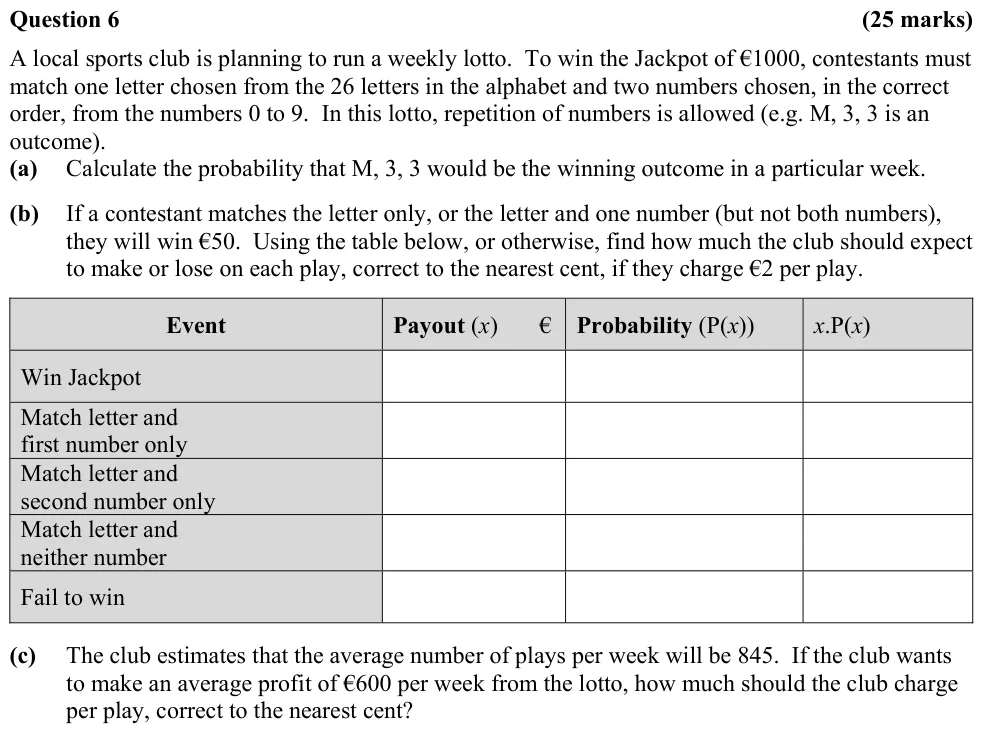 Question 6 (25 marks)
A local sports club is planning to run a weekly lotto. To win the Jackpot of €1000, contestants must
match one letter chosen from the 26 letters in the alphabet and two numbers chosen, in the correct
order, from the numbers 0 to 9. In this lotto, repetition of numbers is allowed (e.g. M, 3, 3 is an
outcome).
(a) Calculate the probability that M, 3, 3 would be the winning outcome in a particular week.
(b) If a contestant matches the letter only, or the letter and one number (but not both numbers),
they will win €50. Using the table below, or otherwise, find how much the club should expect
to make or lose on each play, correct to the nearest cent, if they charge €2 per play.
Event Payout (x) € Probability (P(x)) x.P(x)
Win Jackpot
Match letter and
first number only
Match letter and
second number only
Match letter and
neither number
Fail to win
(c) The club estimates that the average number of plays per week will be 845. If the club wants
to make an average profit of €600 per week from the lotto, how much should the club charge
per play, correct to the nearest cent?